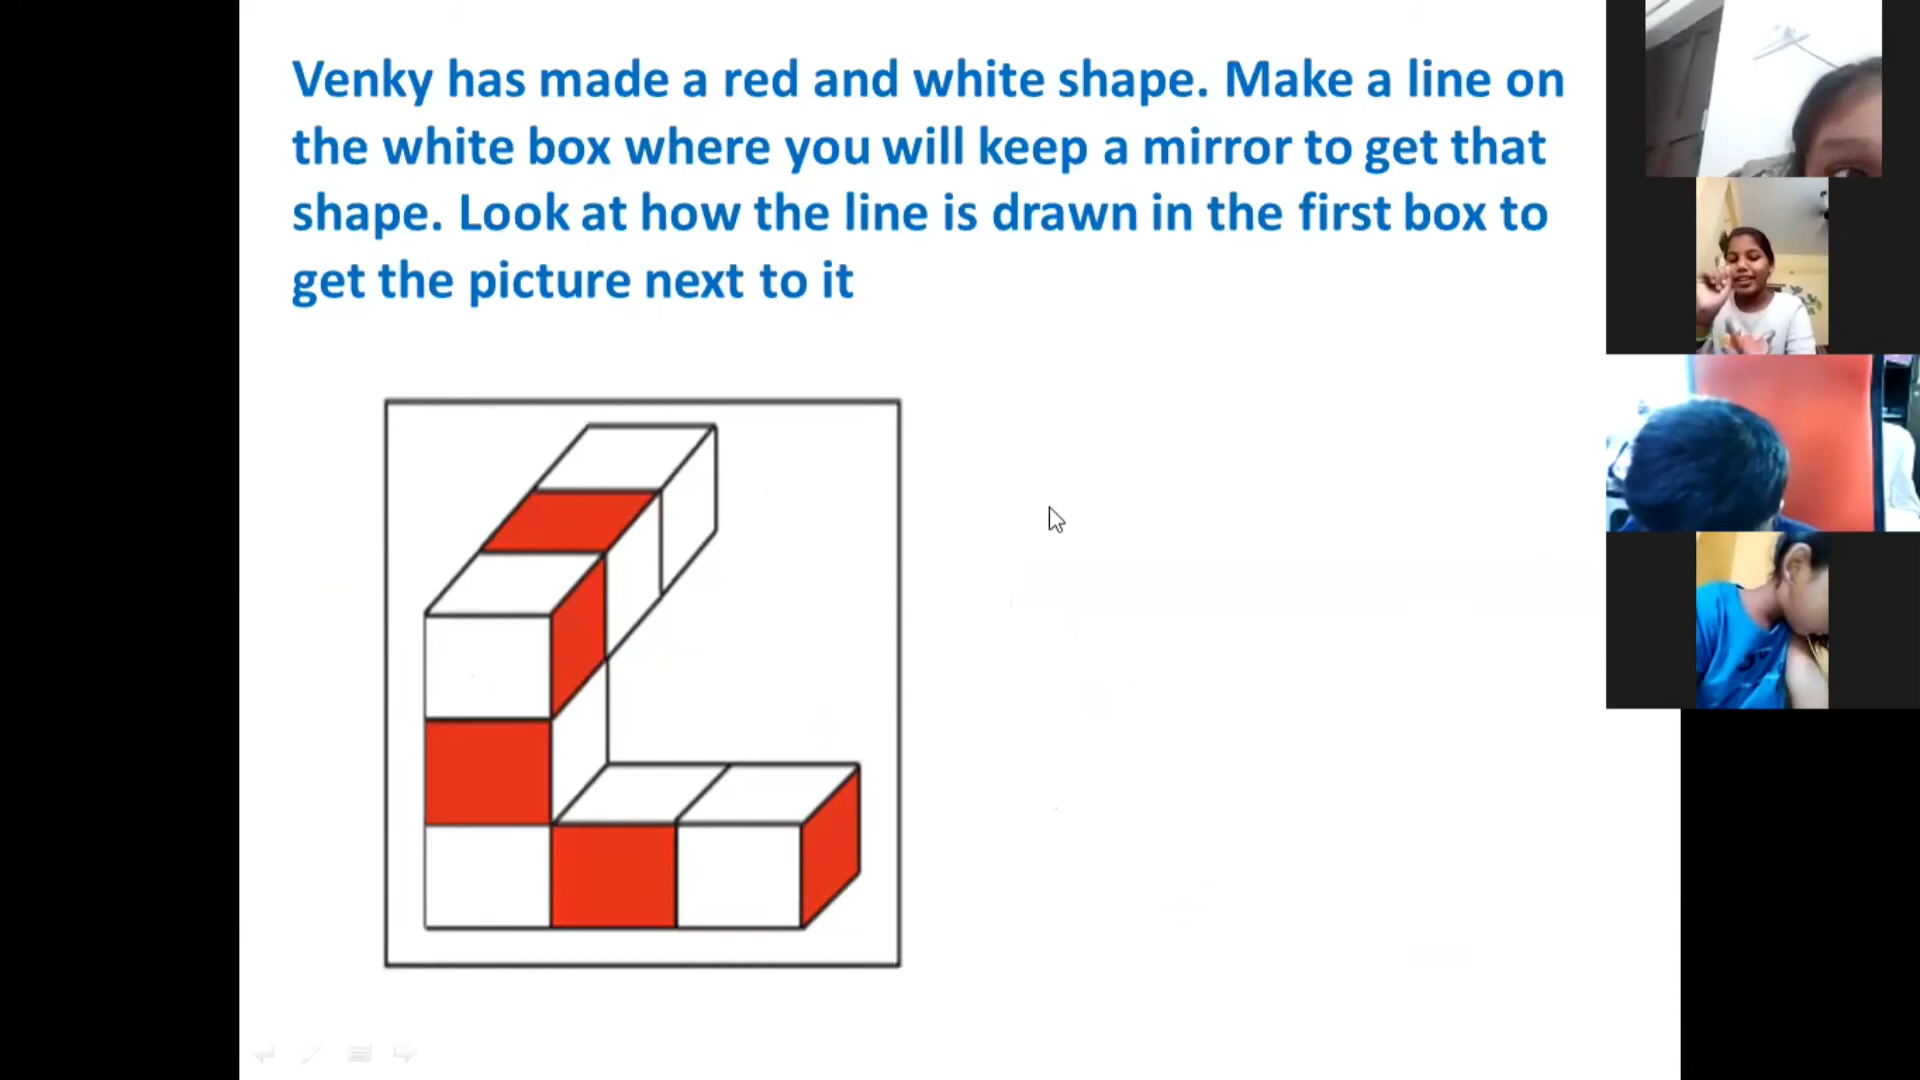 Venky has made a red and white shape. Make a line on
the white box where you will keep a mirror to get that
shape. Look at how the line is drawn in the first box to
get the picture next to it